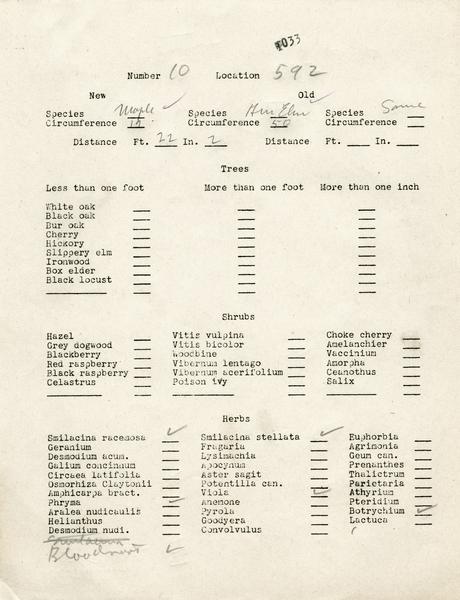 1033
Number 10 Location 592
New Old
Species Maple Species Am Elm Species Same
Circumference 19 Circumference 50 Circumference
Distance Ft. 22 In. 2 Distance Ft. In.
Trees
Less than one foot More than one foot More than one inch
White oak
Black oak
Bur oak
Cherry
Hickory
Slippery elm
Ironwood
Box elder
Black locust
Shrubs
Hazel Vitis vulpina Choke cherry
Grey dogwood Vitis bicolor Amelanchier
Blackberry Woodbine Vaccinium
Red raspberry Vibernum lentago Amorpha
Black raspberry Vibernum acerifolium Ceanothus
Celastrus Poison ivy Salix
Herbs
Smilacina racemosa Smilacina stellata Euphorbia
Geranium Fragaria Agrimonia
Desmodium acum. Lysimachia Geum can.
Galium concinnum Apocynum Prenanthes
Circaea latifolia Aster sagit Thalictrum
Osmorhiza Claytonii Potentilla can. Parietaria
Amphicarpa bract. Viola Athyrium
Phryma Anemone Pteridium
Aralea nudicaulis Pyrola Botrychium
Helianthus Goodyera Lactuca
Desmodium nudi. Convolvulus
Bloodroot